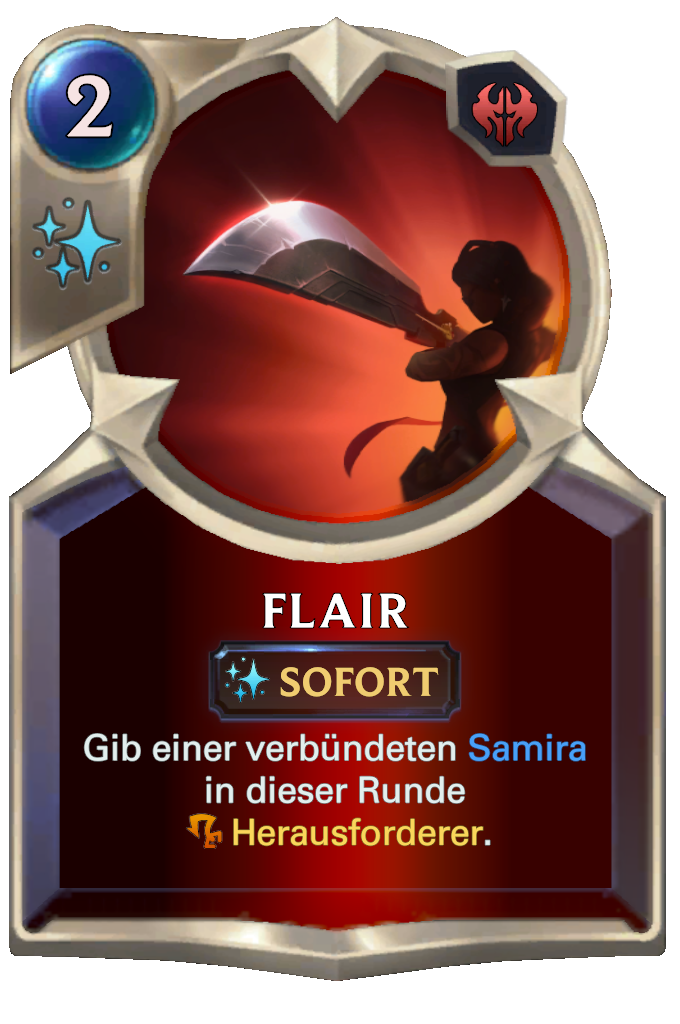 2
FLAIR
SOFORT
Gib einer verbündeten Samira
in dieser Runde
Herausforderer.